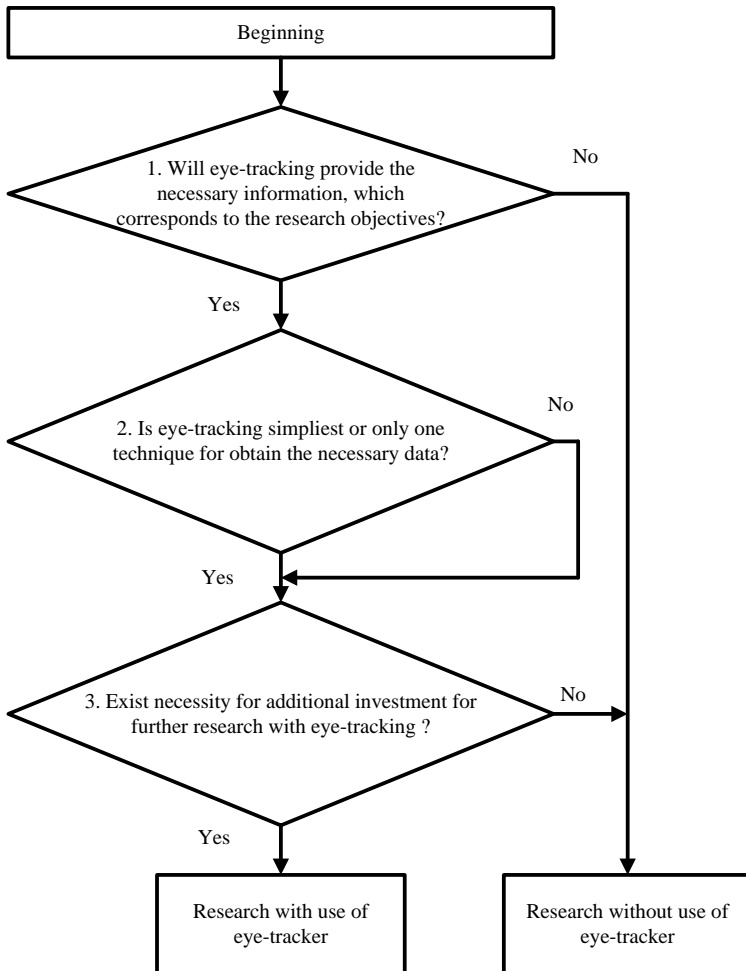 Beginning
No
1. Will eye-tracking provide the
necessary information, which
corresponds to the research objectives?
Yes
No
2. Is eye-tracking simpliest or only one
technique for obtain the necessary data?
Yes
3. Exist necessity for additional investment for
further research with eye-tracking ?
No
Yes
Research with use of
eye-tracker
Research without use of
eye-tracker